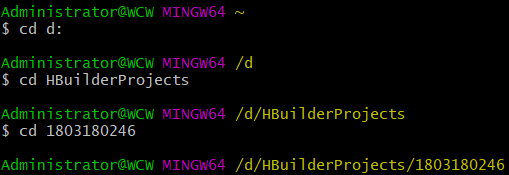 Administrator@WCW MINGW64 ~
$ cd d:
Administrator@WCW MINGW64 /d
$ cd HBuilderProjects
Administrator@WCW MINGW64 /d/HBuilderProjects
$ cd 1803180246
Administrator@WCW MINGW64 /d/HBuilderProjects/1803180246